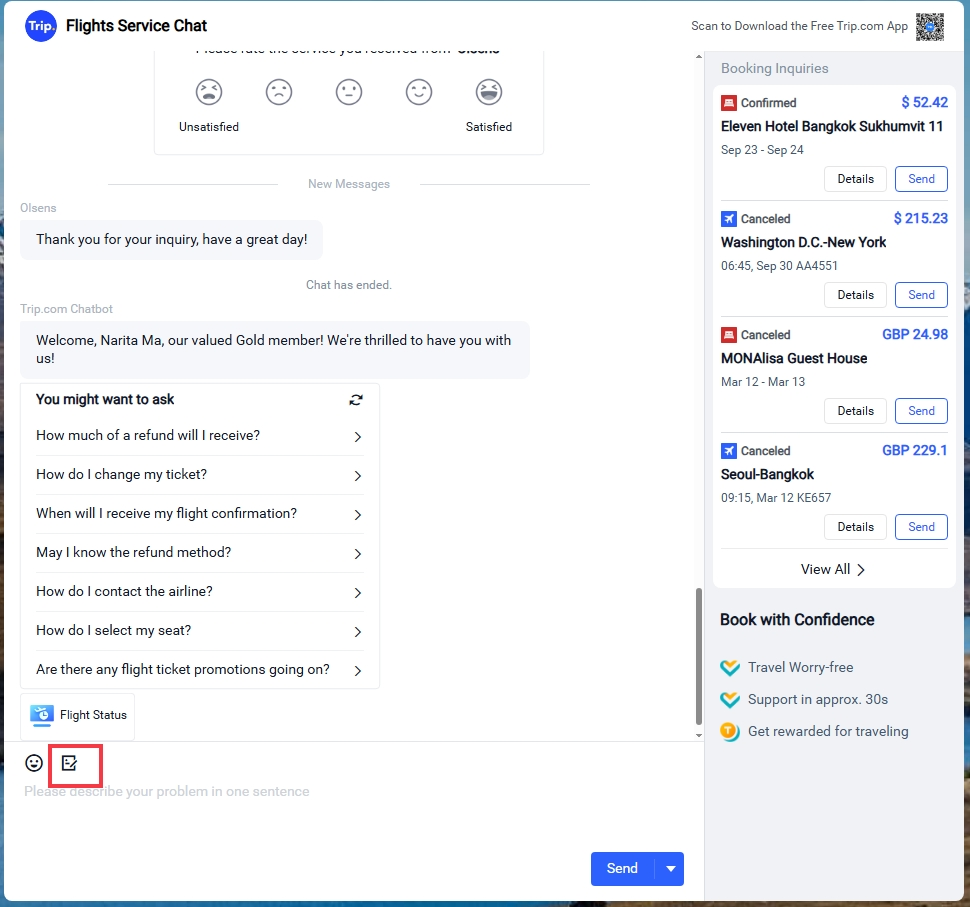 Trip.
Flights Service Chat
Scan to Download the Free Trip.com App
Please rate the service you received from Olsens
Unsatisfied
Satisfied
New Messages
Olsens
Thank you for your inquiry, have a great day!
Chat has ended.
Trip.com Chatbot
Welcome, Narita Ma, our valued Gold member! We're thrilled to have you with
us!
You might want to ask
How much of a refund will I receive?
How do I change my ticket?
When will I receive my flight confirmation?
May I know the refund method?
How do I contact the airline?
How do I select my seat?
Are there any flight ticket promotions going on?
Flight Status
Please describe your problem in one sentence
Send
Booking Inquiries
Confirmed
$ 52.42
Eleven Hotel Bangkok Sukhumvit 11
Sep 23 - Sep 24
Details
Send
Canceled
$ 215.23
Washington D.C.-New York
06:45, Sep 30 AA4551
Details
Send
Canceled
GBP 24.98
MONAlisa Guest House
Mar 12 - Mar 13
Details
Send
Canceled
GBP 229.1
Seoul-Bangkok
09:15, Mar 12 KE657
Details
Send
View All
Book with Confidence
Travel Worry-free
Support in approx. 30s
Get rewarded for traveling